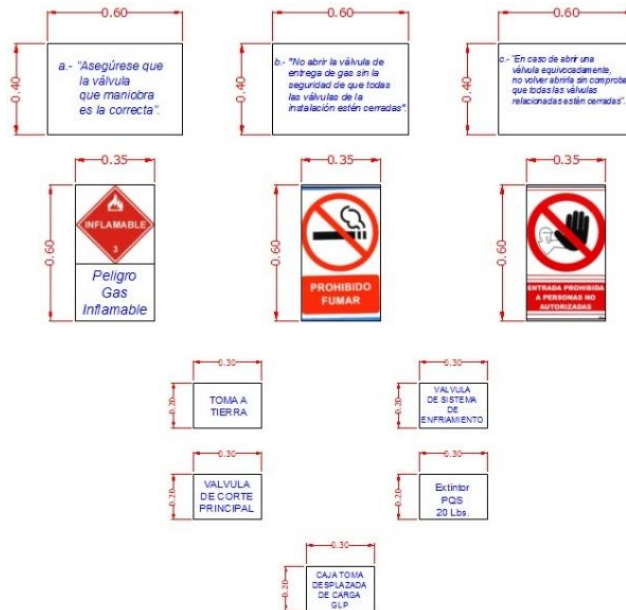 0.60
0.60
0.60
0.40
a.- "Asegúrese que
la válvula
que maniobra
es la correcta".
0.40
b.- "No abrir la válvula de
entrega de gas sin la
seguridad de que todas
las válvulas de la
instalación estén cerradas".
0.40
c.- "En caso de abrir una
válvula equivocadamente,
no volver abrirla sin comproba
que todas las válvulas
relacionadas estén cerradas".
0.35
0.35
0.35
0.60
INFLAMABLE
3
Peligro
Gas
Inflamable
0.60
PROHIBIDO
FUMAR
0.60
ENTRADA PROHIBIDA
A PERSONAS NO
AUTORIZADAS
0.30
0.30
0.20
TOMA A
TIERRA
0.20
VALVULA
DE SISTEMA
DE
ENFRIAMIENTO
0.30
0.30
0.20
VALVULA
DE CORTE
PRINCIPAL
0.20
Extintor
PQS
20 Lbs.
0.30
0.20
CAJA TOMA
DESPLAZADA
DE CARGA
GLP